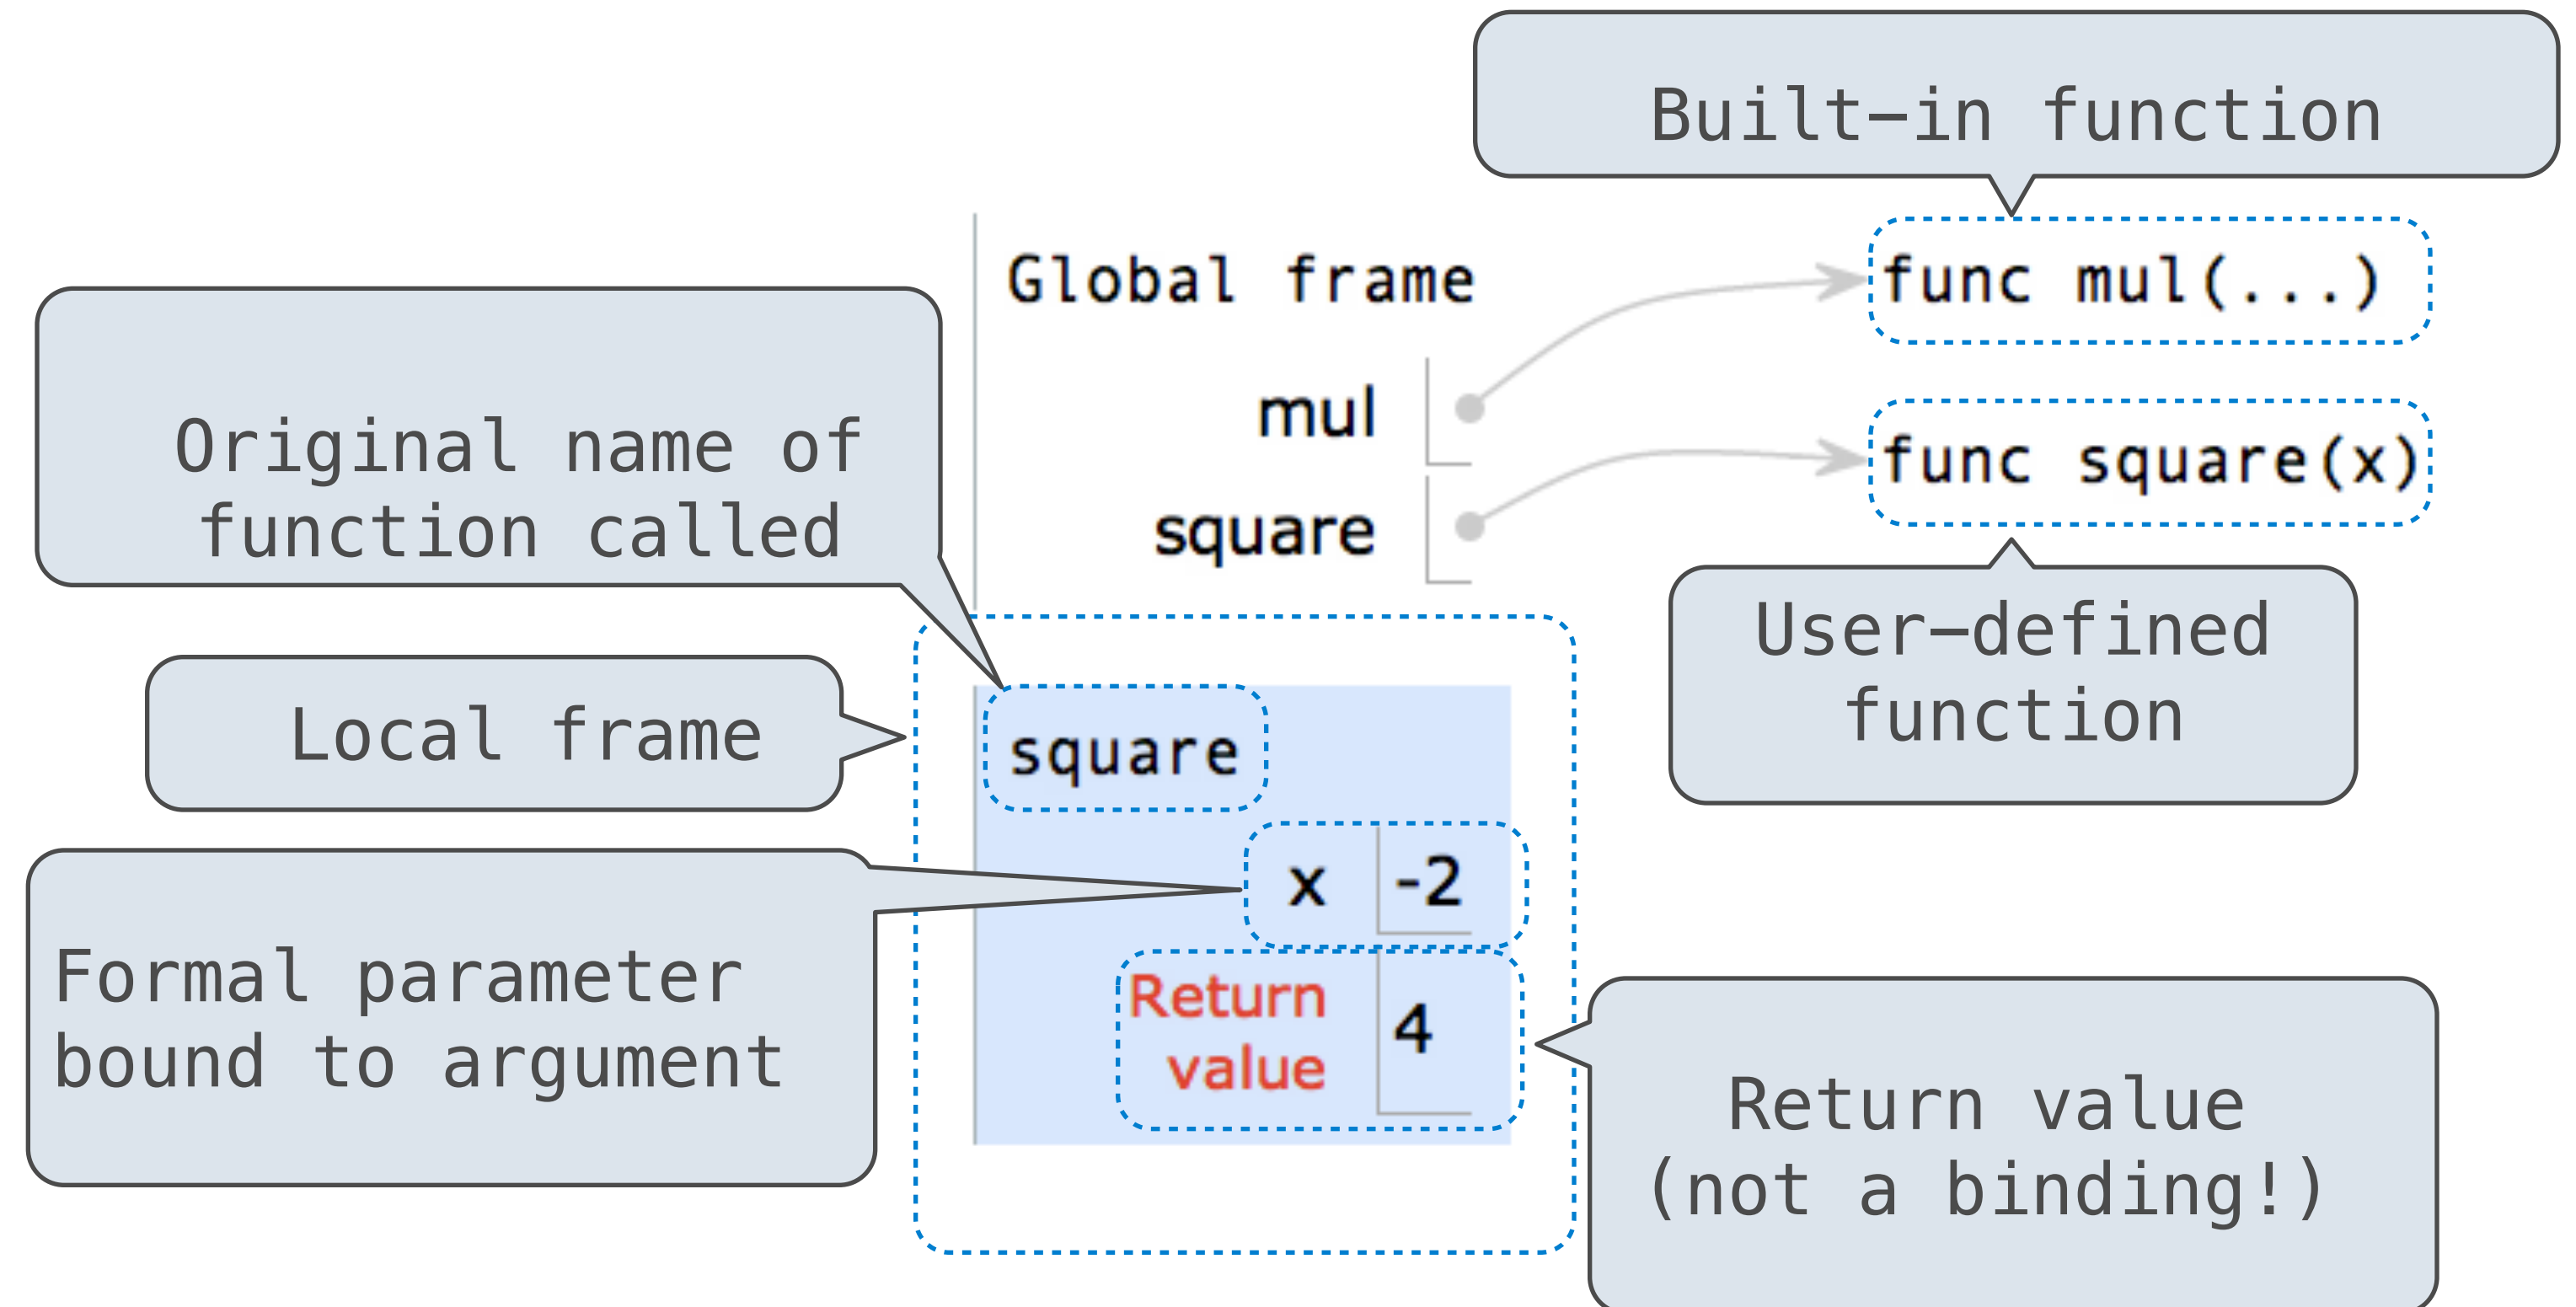 Built-in function
Global frame
func mul(...)
mul
Original name of
function called
square
func square(x)
User-defined
function
Local frame
square
x -2
Formal parameter
bound to argument
Return
value
4
Return value
(not a binding!)